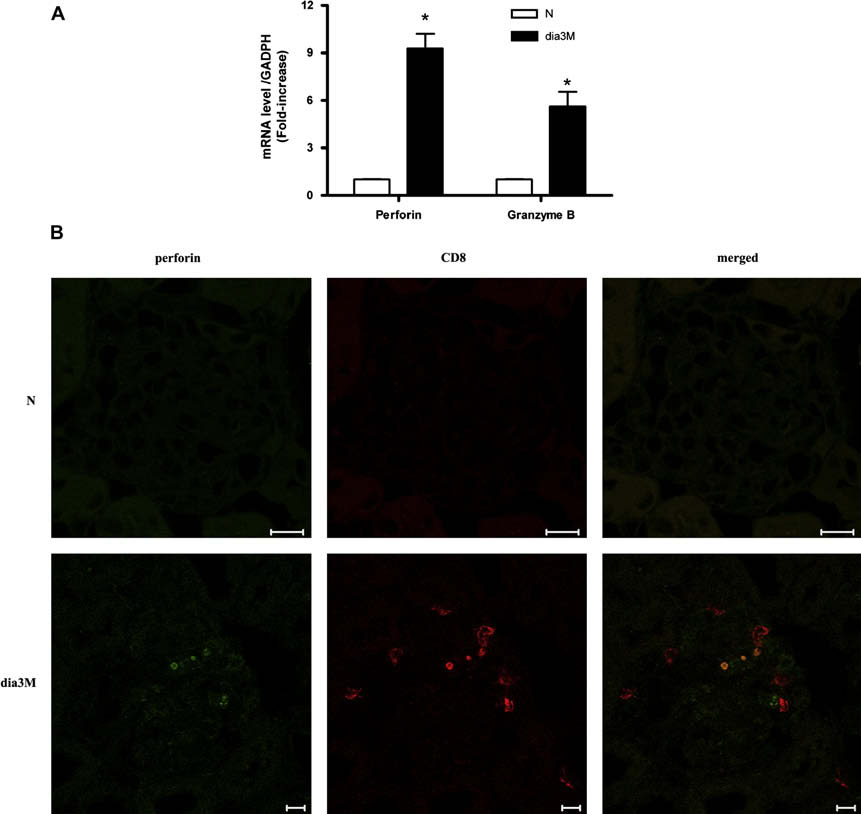 A
12
9
6
3
0
mRNA level /GADPH
(Fold-increase)
*
*
N
dia3M
Perforin
Granzyme B
B
perforin
CD8
merged
N
dia3M